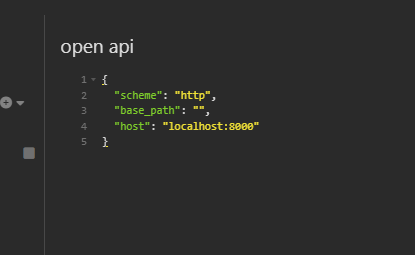 open api
1 {
2 "scheme": "http",
3 "base_path": "",
4 "host": "localhost:8000"
5 }